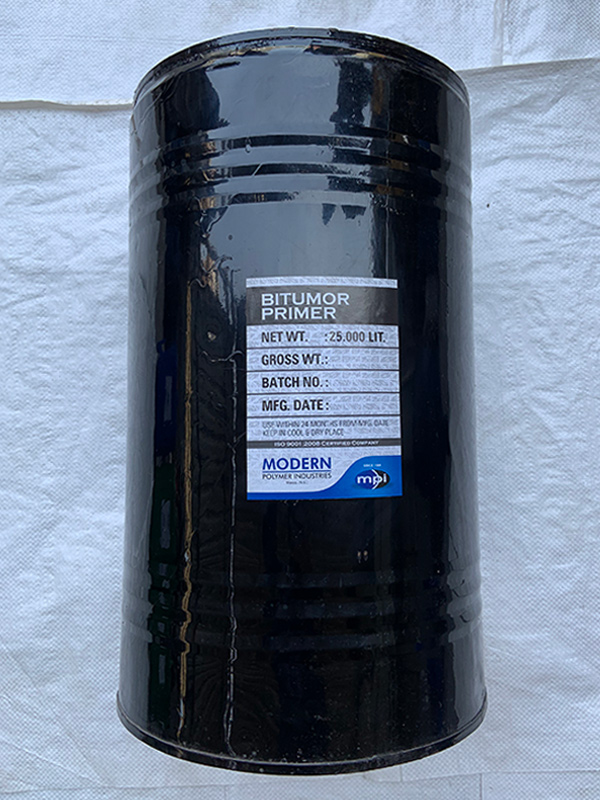 BITUMOR
PRIMER
NET WT. : 25.000 LIT.
GROSS WT.:
BATCH NO. :
MFG. DATE :
USE WITHIN 24 MONTHS FROM MFG. DATE
KEEP IN COOL & DRY PLACE
ISO 9001:2008 CERTIFIED COMPANY
MODERN
POLYMER INDUSTRIES
mpi